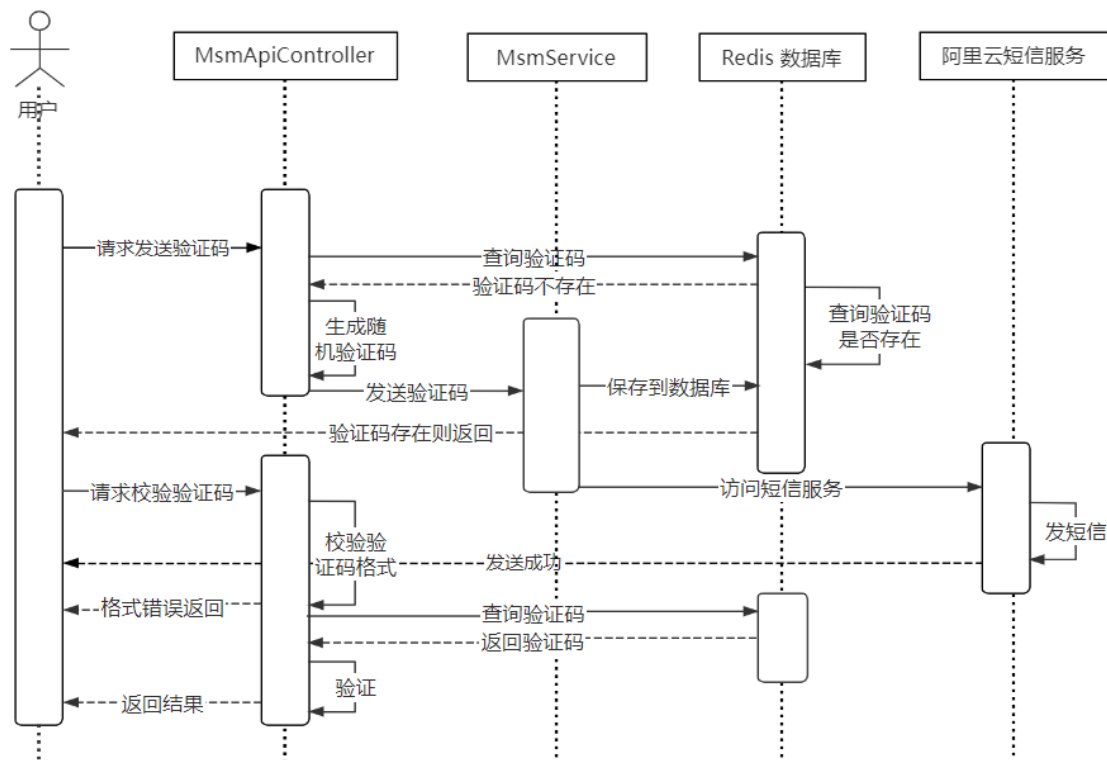 用户
MsmApiController
MsmService
Redis 数据库
阿里云短信服务
请求发送验证码
查询验证码
验证码不存在
查询验证码
是否存在
生成随
机验证码
发送验证码
保存到数据库
验证码存在则返回
请求校验验证码
访问短信服务
校验验
证码格式
发短信
发送成功
格式错误返回
查询验证码
返回验证码
验证
返回结果